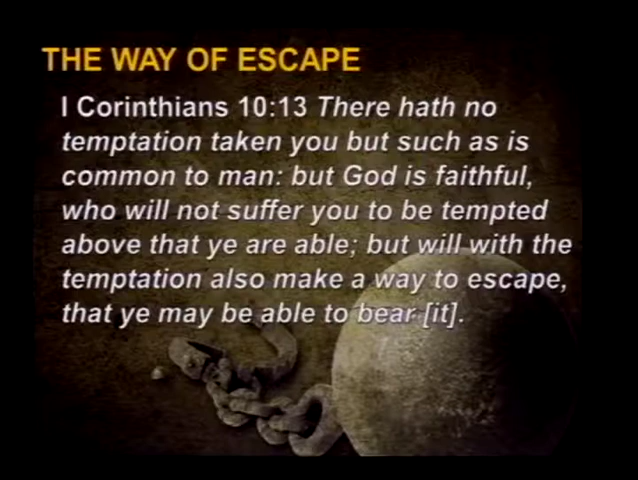 THE WAY OF ESCAPE
I Corinthians 10:13 There hath no
temptation taken you but such as is
common to man: but God is faithful,
who will not suffer you to be tempted
above that ye are able; but will with the
temptation also make a way to escape,
that ye may be able to bear [it].